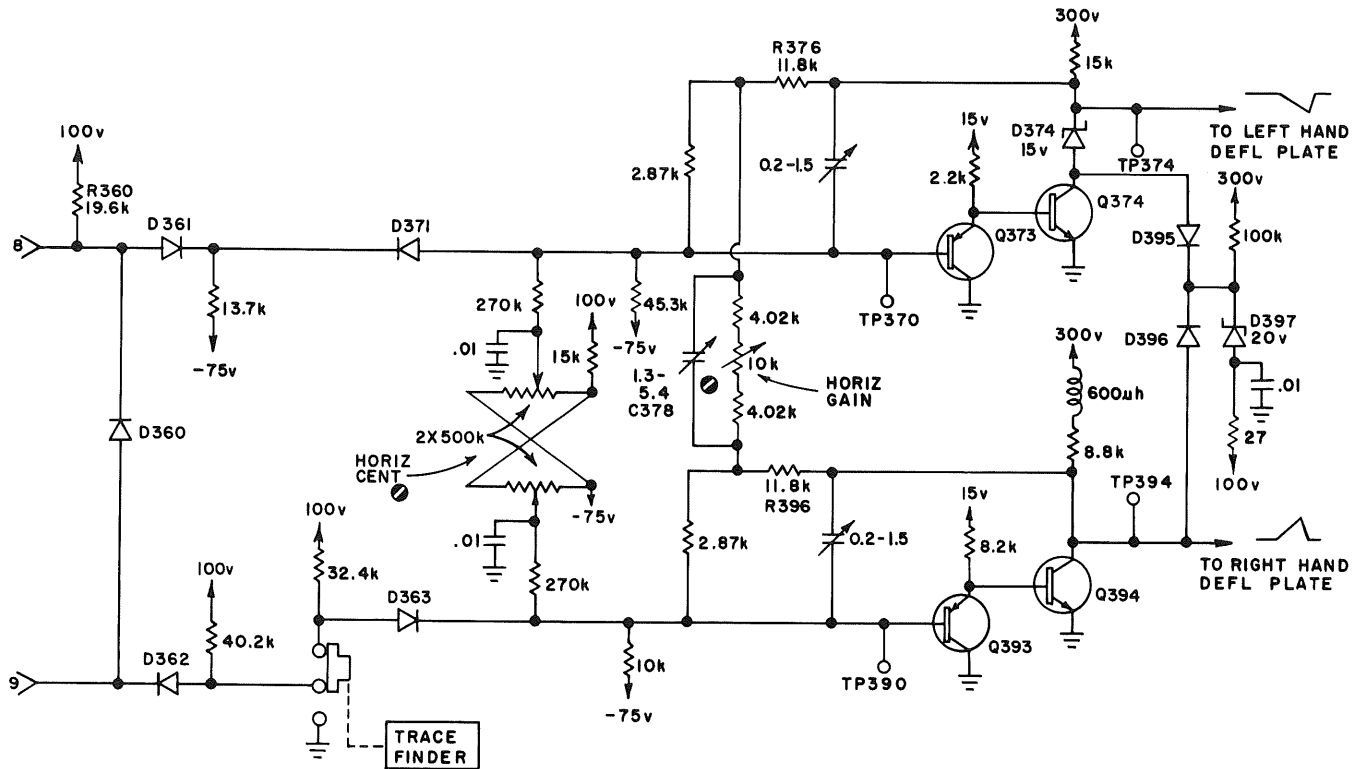 300v
R376
11.8k
15k
100v
15v
D374
15v
TO LEFT HAND
DEFL PLATE
TP374
300v
R360
19.6k
2.87k
0.2-1.5
2.2k
Q374
D361
D371
8
Q373
D395
100k
13.7k
270k
100v
45.3k
TP370
4.02k
-75v
.01
15k
-75v
300v
D396
D397
20v
1.3-
5.4
C378
10k
HORIZ
GAIN
.01
600µh
D360
2X500k
4.02k
27
HORIZ
CENT
8.8k
100v
-75v
11.8k
R396
TP394
100v
.01
15v
2.87k
0.2-1.5
8.2k
TO RIGHT HAND
DEFL PLATE
32.4k
270k
100v
D363
Q394
40.2k
D362
10k
Q393
9
TP390
-75v
TRACE
FINDER